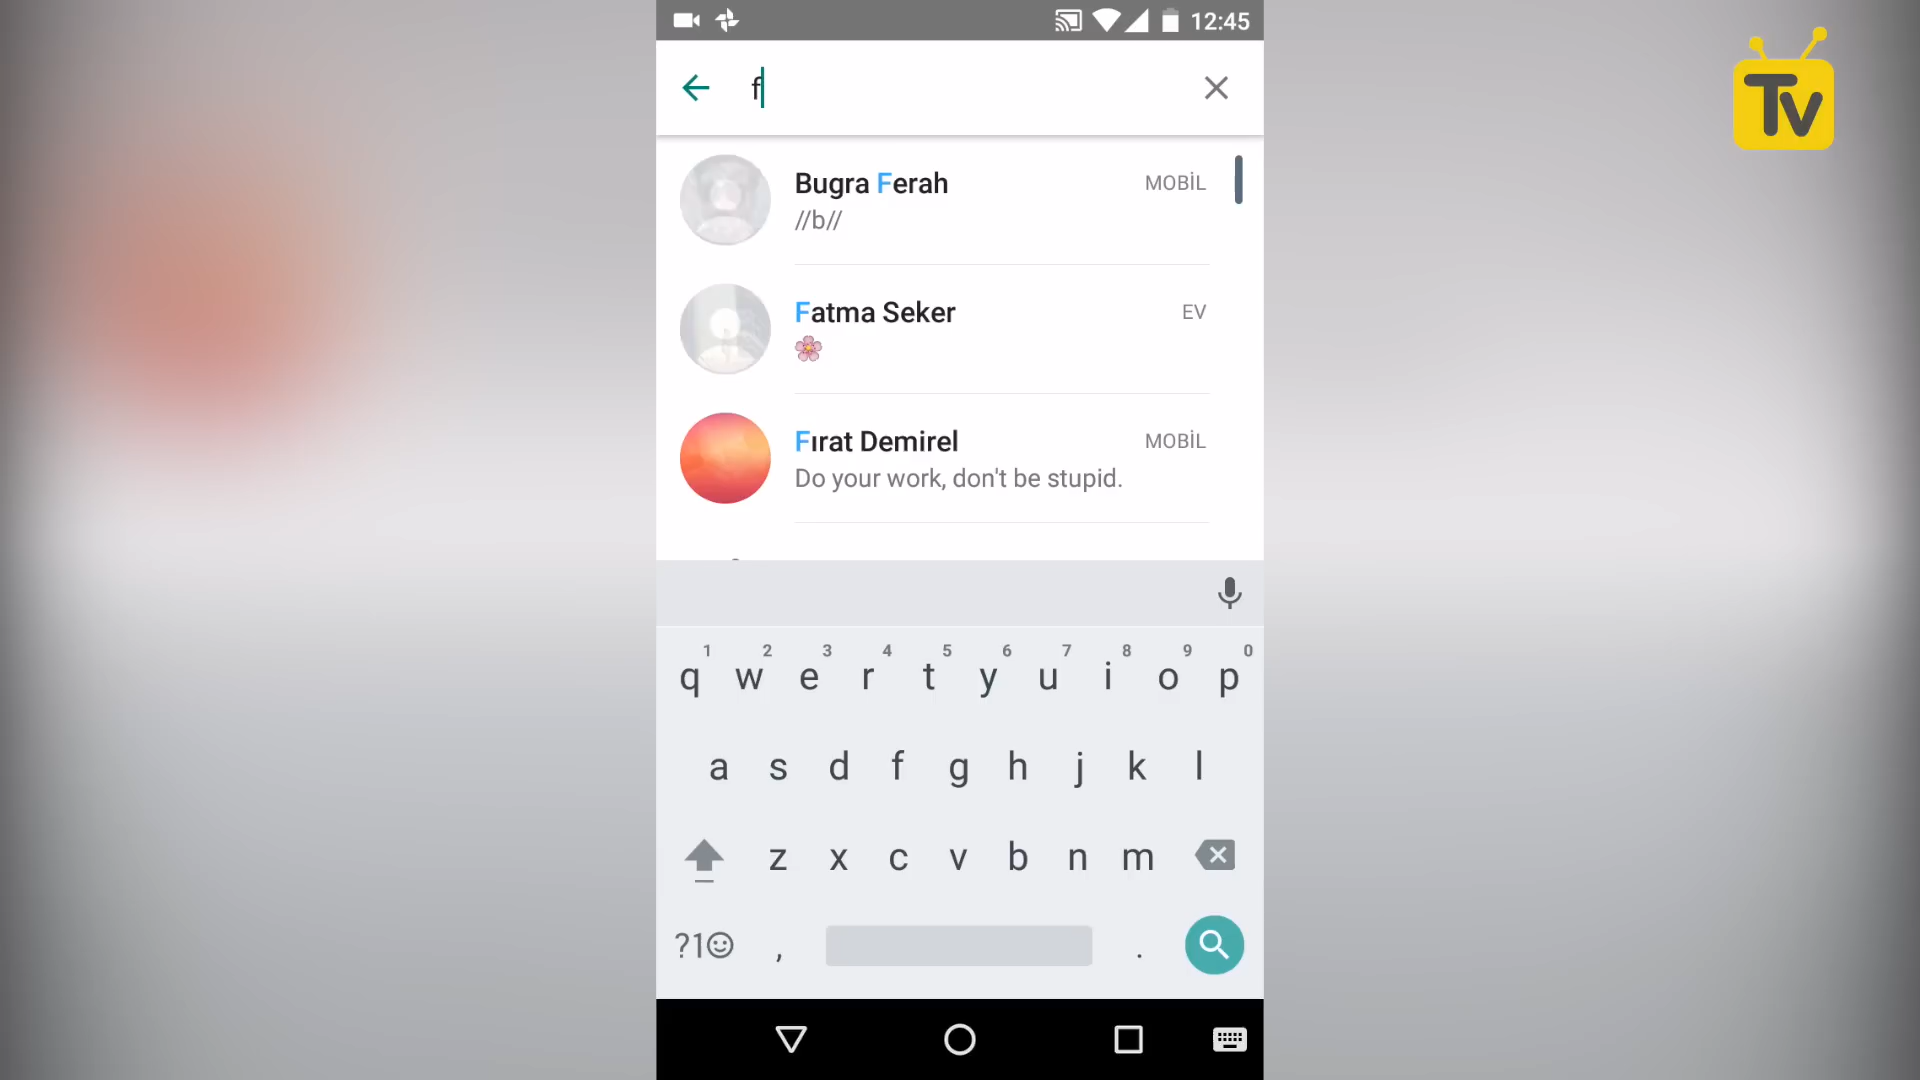 12:45
Tv
f
Bugra Ferah MOBİL
//b//
Fatma Seker EV
🌸
Fırat Demirel MOBİL
Do your work, don't be stupid.
1 2 3 4 5 6 7 8 9 0
q w e r t y u i o p
a s d f g h j k l
z x c v b n m
?1☺ , .